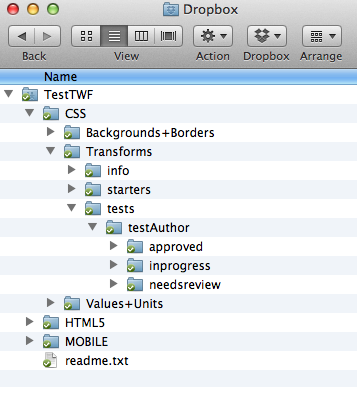 Dropbox
Back View Action Dropbox Arrange
Name
TestTWF
CSS
Backgrounds+Borders
Transforms
info
starters
tests
testAuthor
approved
inprogress
needsreview
Values+Units
HTML5
MOBILE
readme.txt